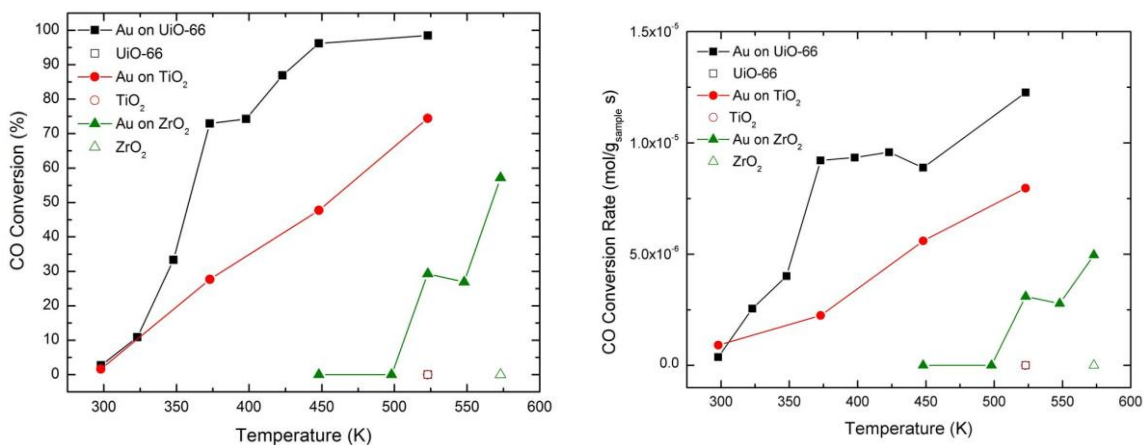 100
90
80
70
60
50
40
30
20
10
0
CO Conversion (%)
Au on UiO-66
UiO-66
Au on TiO₂
TiO₂
Au on ZrO₂
ZrO₂
300 350 400 450 500 550 600
Temperature (K)
1.5x10⁻⁵
1.0x10⁻⁵
5.0x10⁻⁶
0.0
CO Conversion Rate (mol/g_sample s)
Au on UiO-66
UiO-66
Au on TiO₂
TiO₂
Au on ZrO₂
ZrO₂
300 350 400 450 500 550 600
Temperature (K)